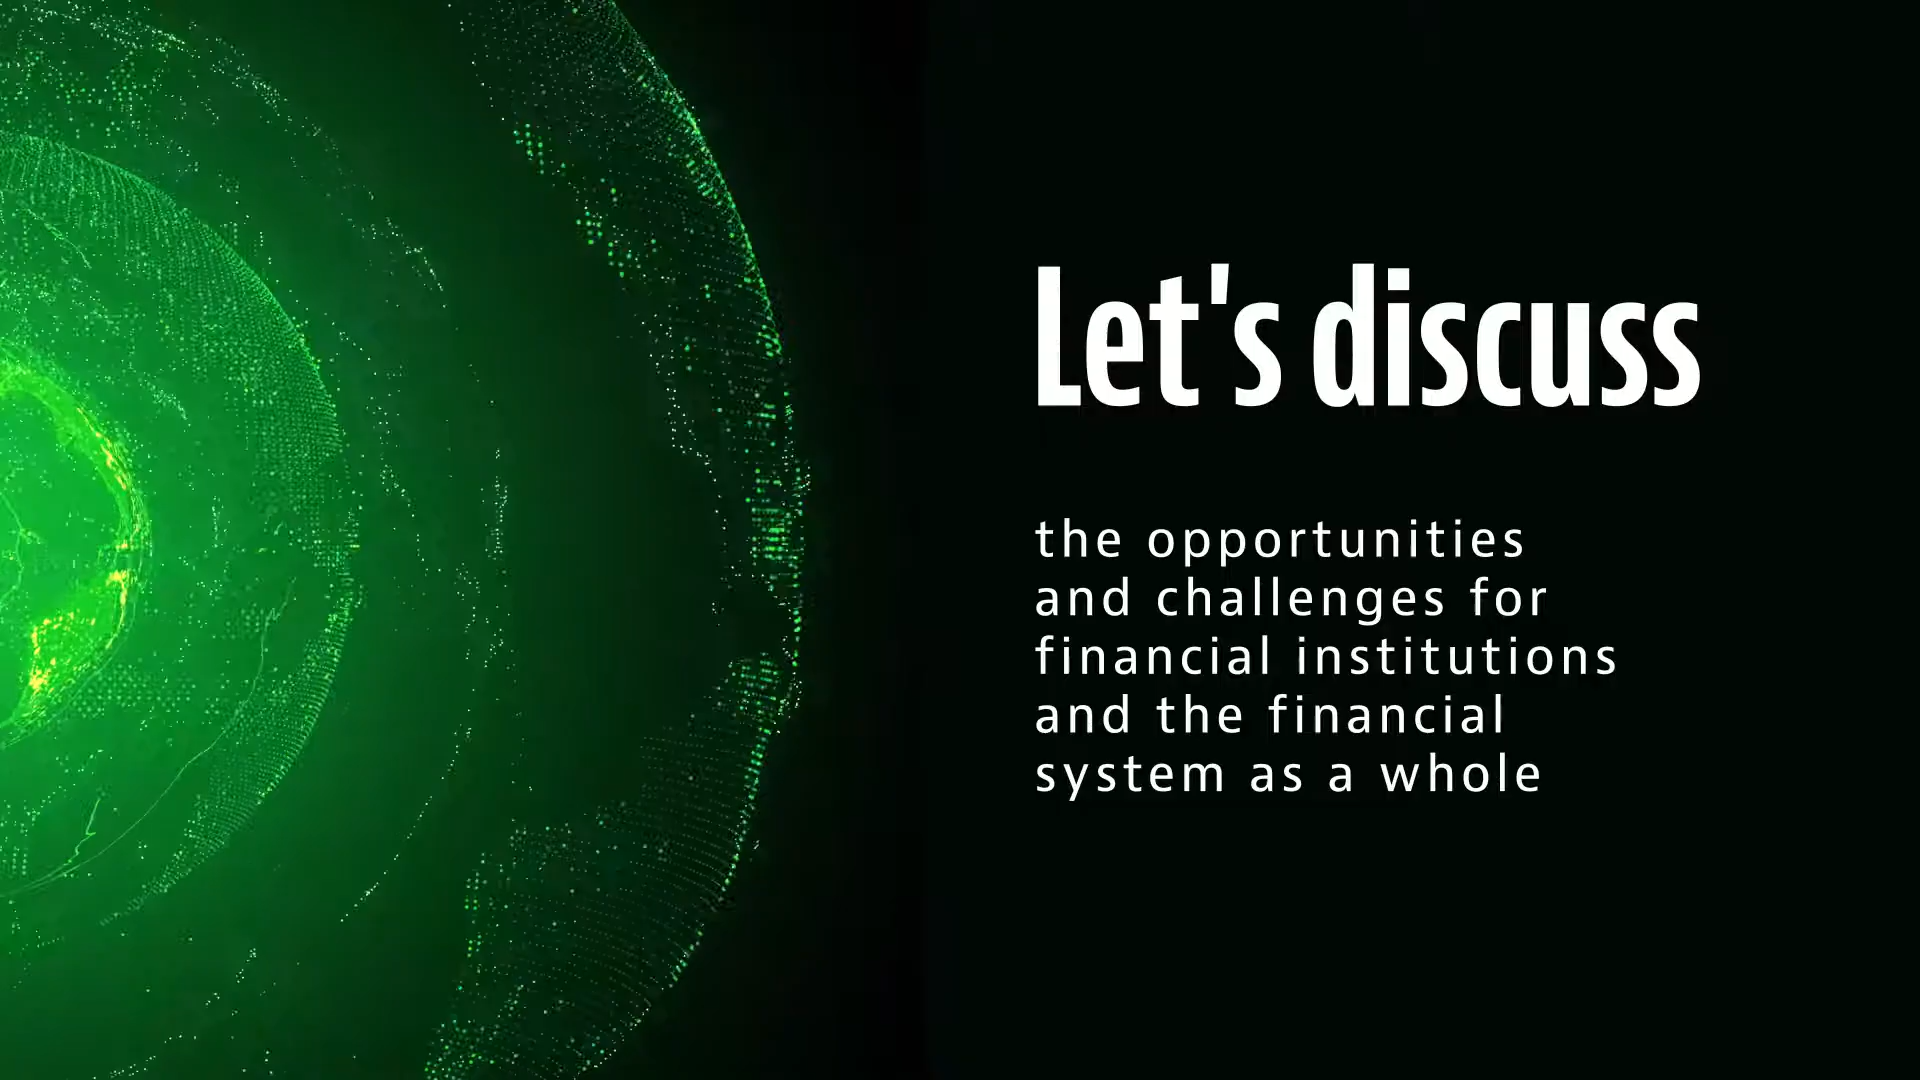 Let's discuss
the opportunities
and challenges for
financial institutions
and the financial
system as a whole